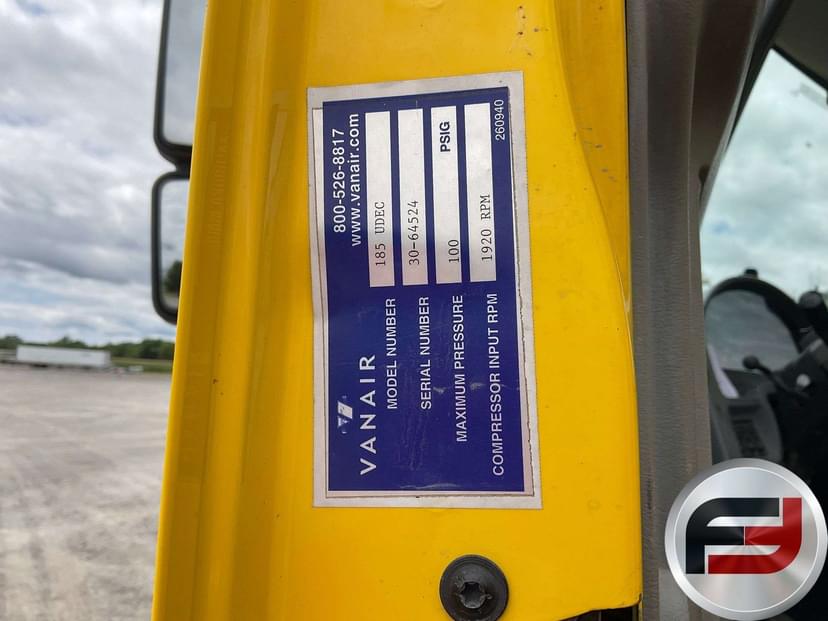 VANAIR
800-526-8817
www.vanair.com
MODEL NUMBER 185 UDEC
SERIAL NUMBER 30-64524
MAXIMUM PRESSURE 100 PSIG
COMPRESSOR INPUT RPM 1920 RPM
260940